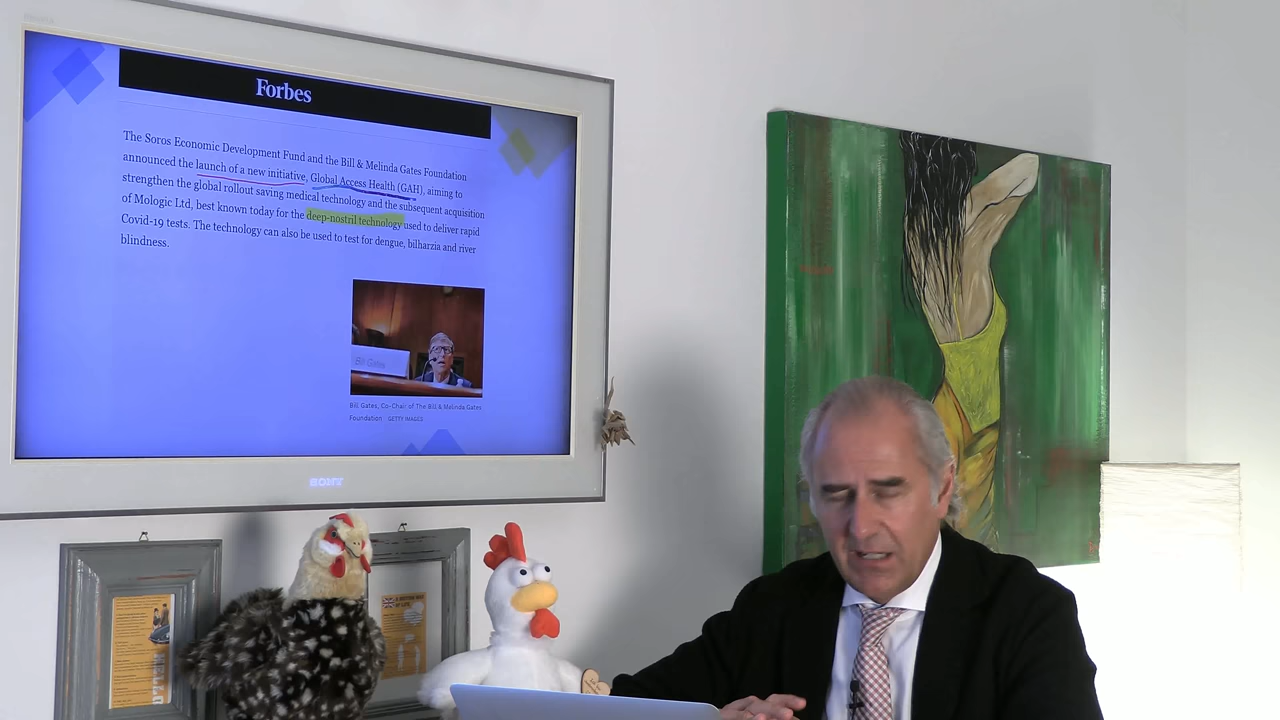 Forbes
The Soros Economic Development Fund and the Bill & Melinda Gates Foundation
announced the launch of a new initiative, Global Access Health (GAH), aiming to
strengthen the global rollout saving medical technology and the subsequent acquisition
of Mologic Ltd, best known today for the deep-nostril technology used to deliver rapid
Covid-19 tests. The technology can also be used to test for dengue, bilharzia and river
blindness.
Bill Gates
Bill Gates, Co-Chair of The Bill & Melinda Gates
Foundation GETTY IMAGES
SONY